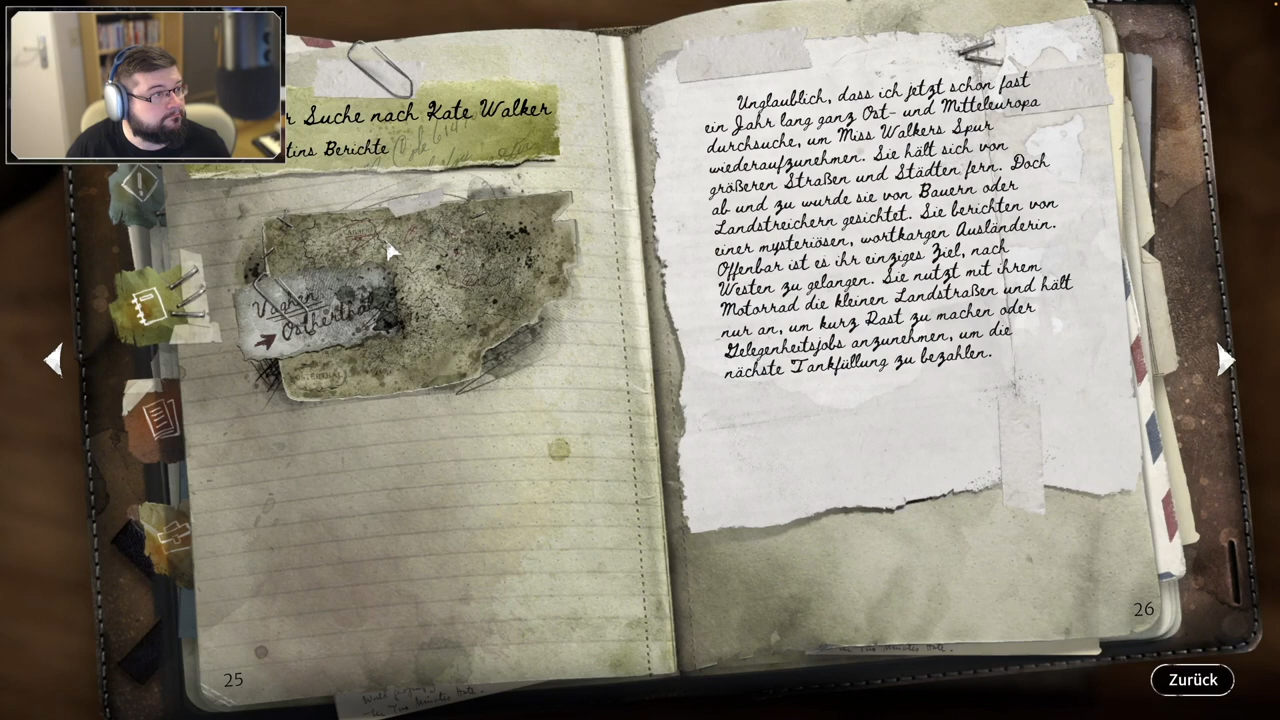 r Suche nach Kate Walker
tins Berichte
Vaghen
Osthertal
OSTERTHAL
25
Unglaublich, dass ich jetzt schon fast
ein Jahr lang ganz Ost- und Mitteleuropa
durchsuche, um Miss Walkers Spur
wiederaufzunehmen. Sie hält sich von
größeren Straßen und Städten fern. Doch
ab und zu wurde sie von Bauern oder
Landstreichern gesichtet. Sie berichten von
einer mysteriösen, wortkargen Ausländerin.
Offenbar ist es ihr einziges Ziel, nach
Westen zu gelangen. Sie nutzt mit ihrem
Motorrad die kleinen Landstraßen und hält
nur an, um kurz Rast zu machen oder
Gelegenheitsjobs anzunehmen, um die
nächste Tankfüllung zu bezahlen.
26
Zurück